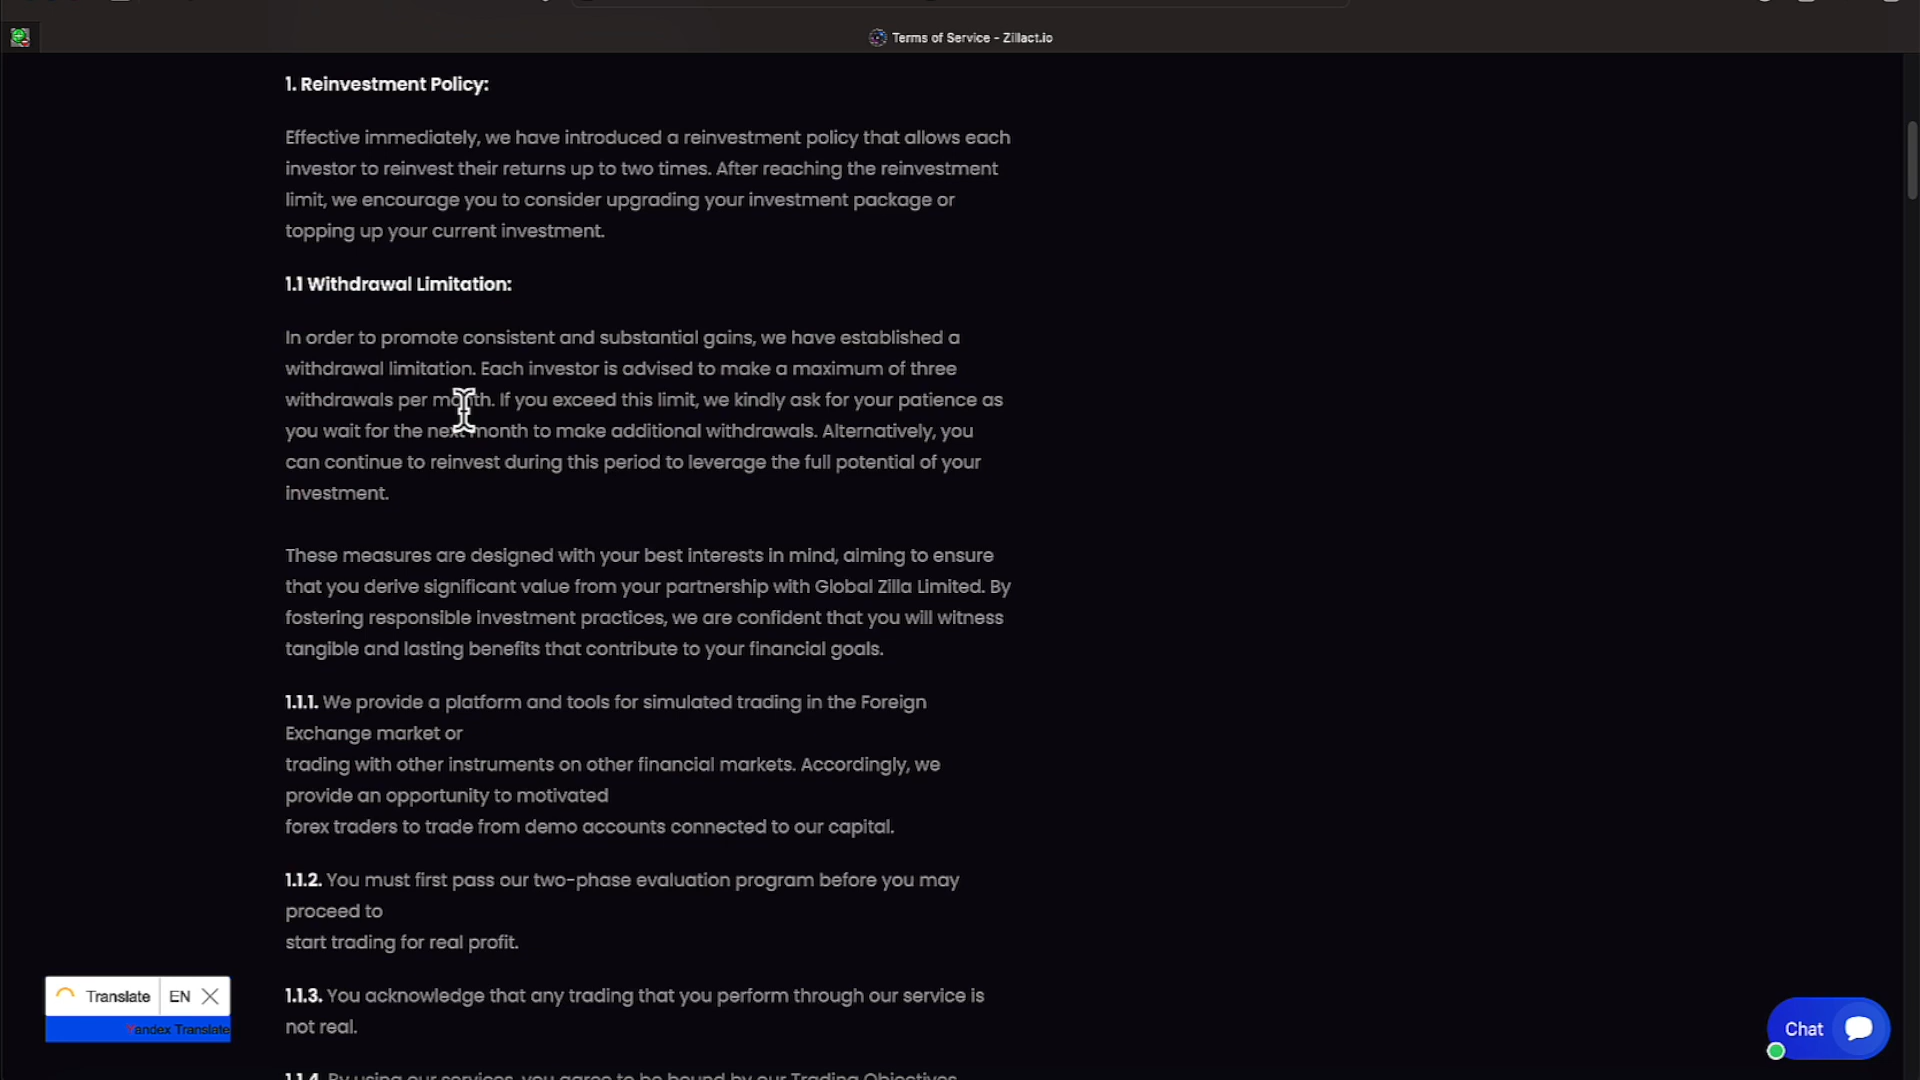 Terms of Service - Zillact.io
1. Reinvestment Policy:
Effective immediately, we have introduced a reinvestment policy that allows each
investor to reinvest their returns up to two times. After reaching the reinvestment
limit, we encourage you to consider upgrading your investment package or
topping up your current investment.
1.1 Withdrawal Limitation:
In order to promote consistent and substantial gains, we have established a
withdrawal limitation. Each investor is advised to make a maximum of three
withdrawals per month. If you exceed this limit, we kindly ask for your patience as
you wait for the next month to make additional withdrawals. Alternatively, you
can continue to reinvest during this period to leverage the full potential of your
investment.
These measures are designed with your best interests in mind, aiming to ensure
that you derive significant value from your partnership with Global Zilla Limited. By
fostering responsible investment practices, we are confident that you will witness
tangible and lasting benefits that contribute to your financial goals.
1.1.1. We provide a platform and tools for simulated trading in the Foreign
Exchange market or
trading with other instruments on other financial markets. Accordingly, we
provide an opportunity to motivated
forex traders to trade from demo accounts connected to our capital.
1.1.2. You must first pass our two-phase evaluation program before you may
proceed to
start trading for real profit.
1.1.3. You acknowledge that any trading that you perform through our service is
not real.
1.1.4. By using our services, you agree to be bound by our Trading Objectives
Translate EN
Yandex Translate
Chat